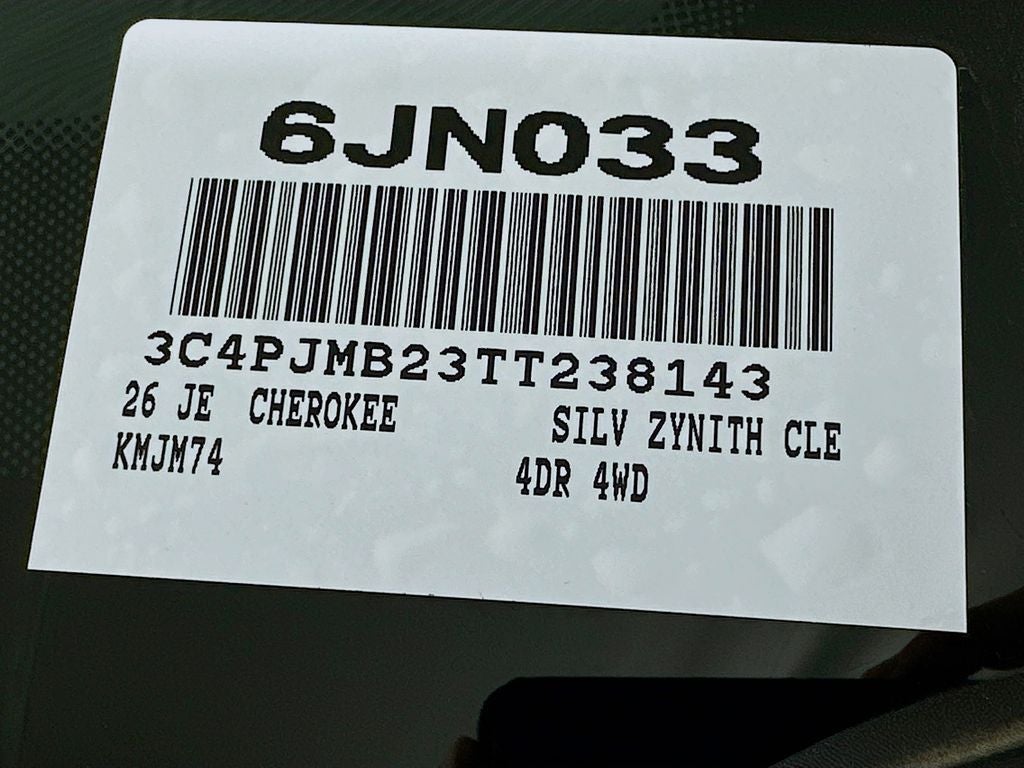 6JN033
3C4PJMB23TT238143
26 JE CHEROKEE SILV ZYNITH CLE
KMJM74 4DR 4WD